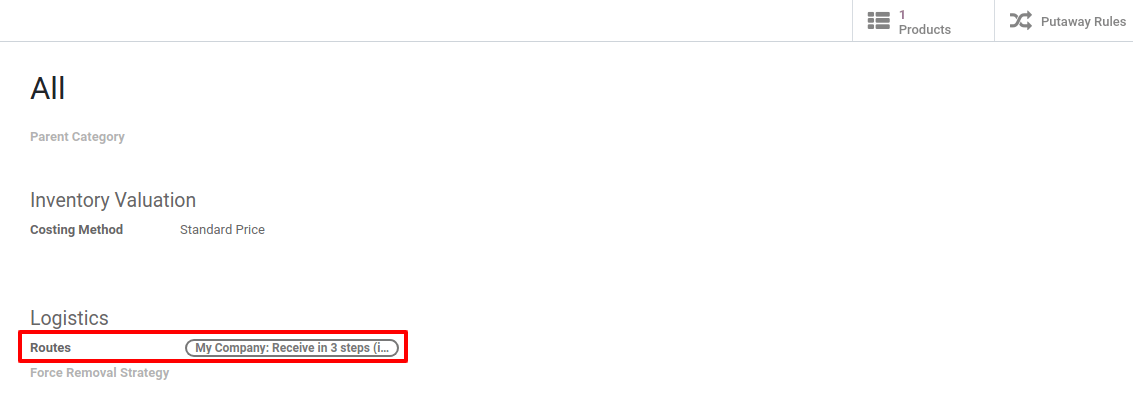 1
Products
Putaway Rules
All
Parent Category
Inventory Valuation
Costing Method Standard Price
Logistics
Routes My Company: Receive in 3 steps (i...
Force Removal Strategy